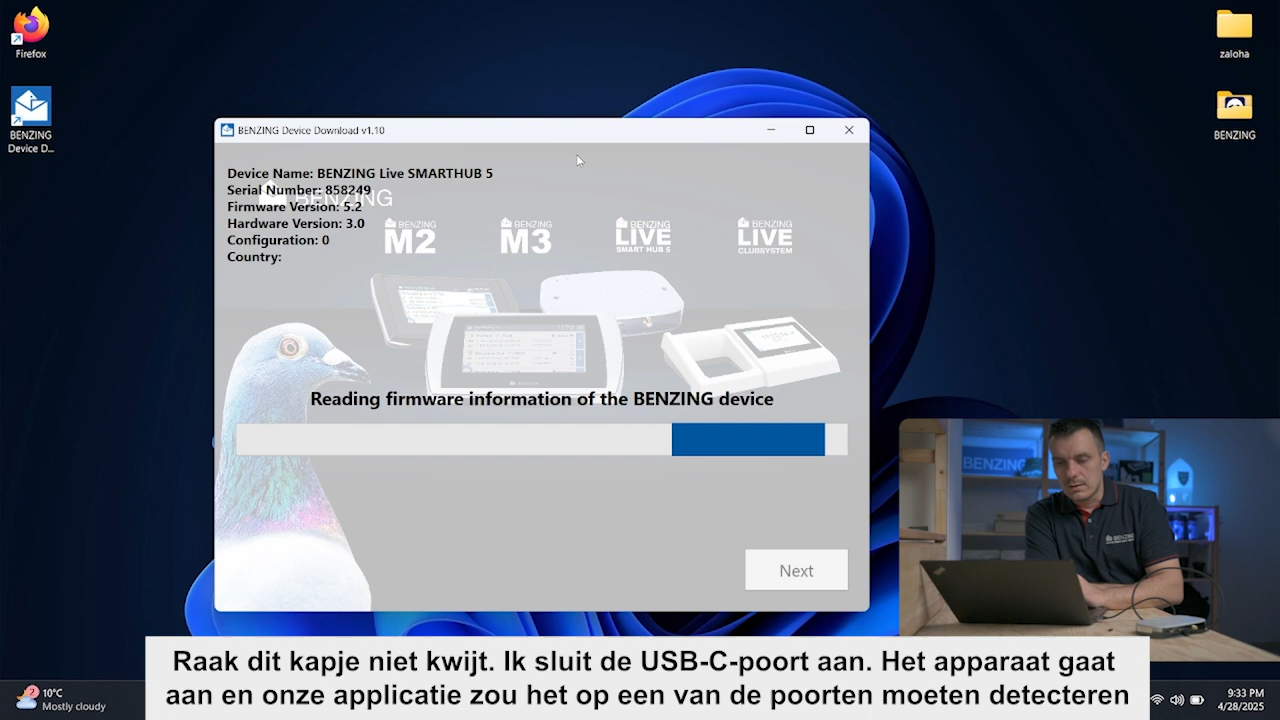 Firefox
zaloha
BENZING
Device D...
BENZING
BENZING Device Download v1.10
Device Name: BENZING Live SMARTHUB 5
Serial Number: 858249
BENZING
Firmware Version: 5.2
Hardware Version: 3.0
Configuration: 0
Country:
BENZING
M2
BENZING
M3
BENZING
LIVE
SMART HUB 5
BENZING
LIVE
CLUBSYSTEM
Reading firmware information of the BENZING device
Next
BENZING
BENZING
Raak dit kapje niet kwijt. Ik sluit de USB-C-poort aan. Het apparaat gaat
aan en onze applicatie zou het op een van de poorten moeten detecteren
2
10°C
Mostly cloudy
9:33 PM
4/28/2025